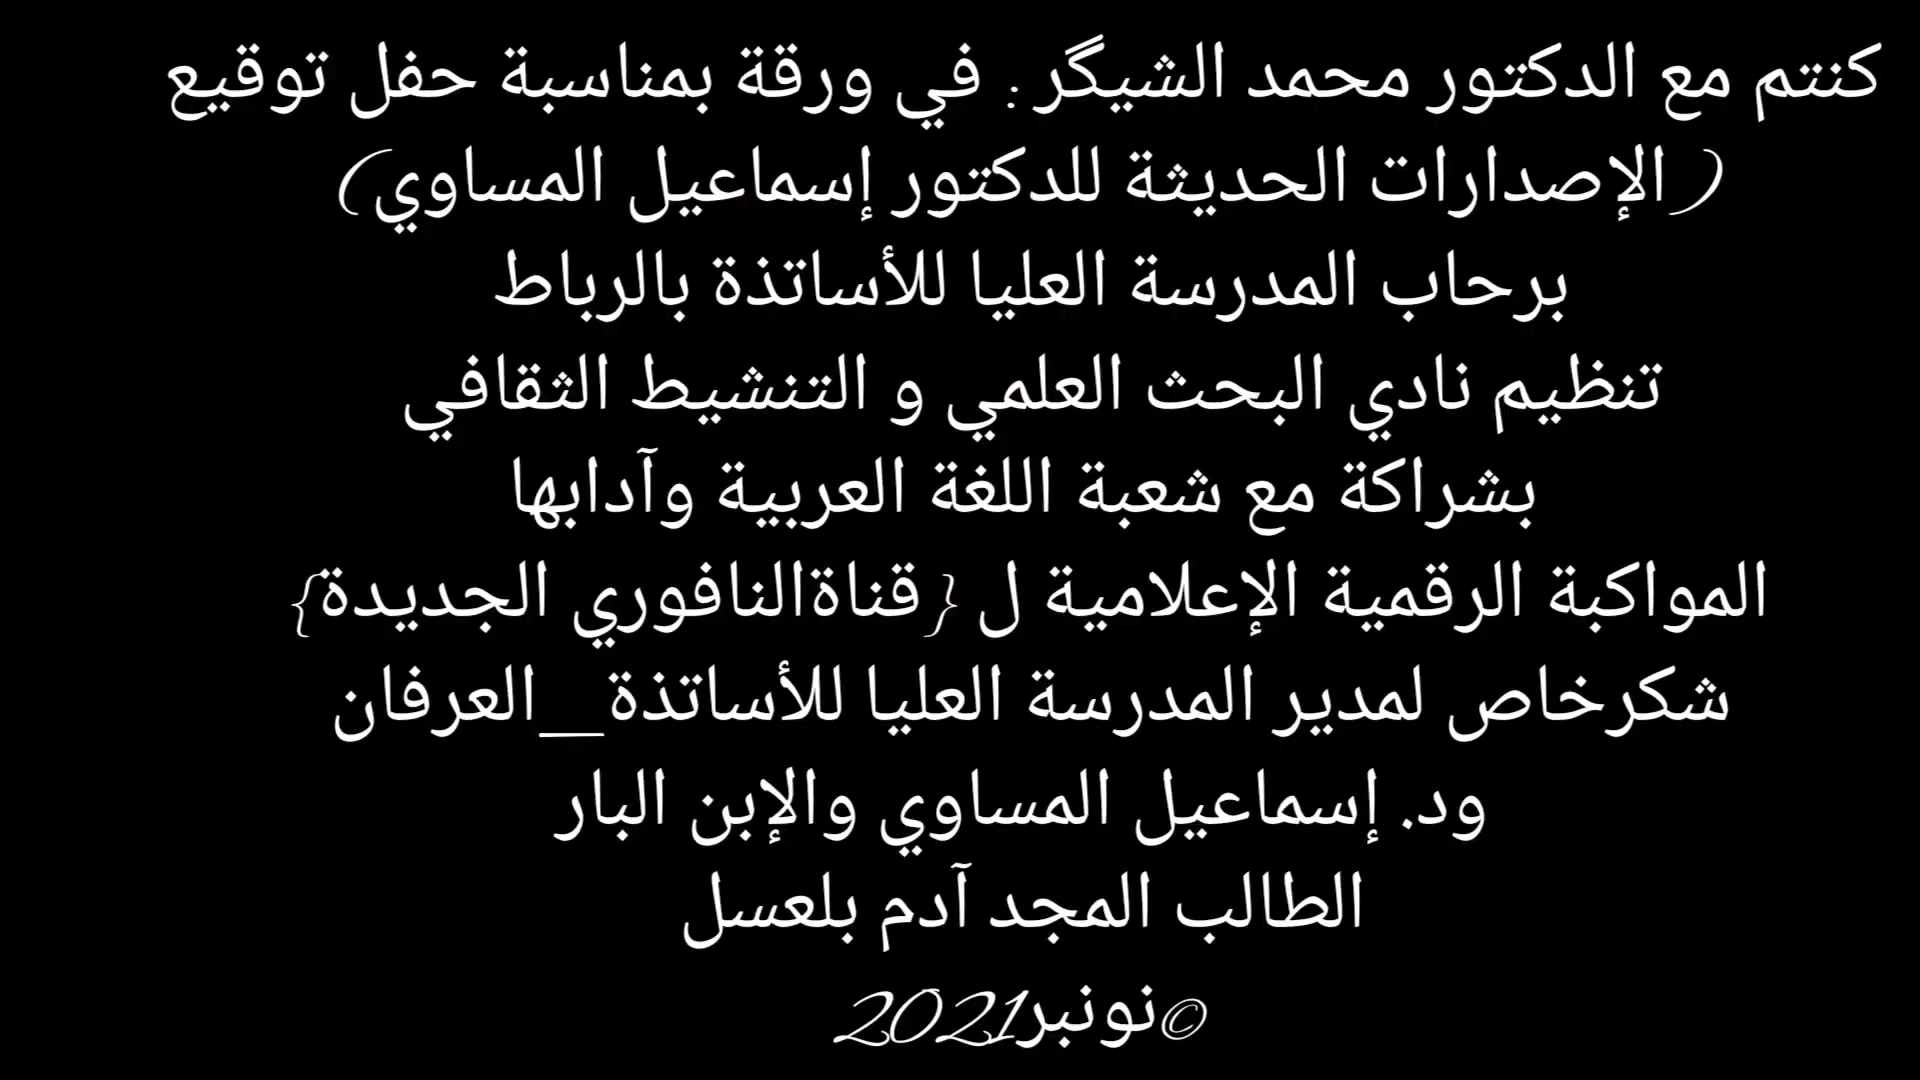 كنتم مع الدكتور محمد الشيگر : في ورقة بمناسبة حفل توقيع
(الإصدارات الحديثة للدكتور إسماعيل المساوي)
برحاب المدرسة العليا للأساتذة بالرباط
تنظيم نادي البحث العلمي و التنشيط الثقافي
بشراكة مع شعبة اللغة العربية وآدابها
المواكبة الرقمية الإعلامية ل {قناةالنافوري الجديدة}
شكرخاص لمدير المدرسة العليا للأساتذة__العرفان
ود. إسماعيل المساوي والإبن البار
الطالب المجد آدم بلعسل
©نونبر2021